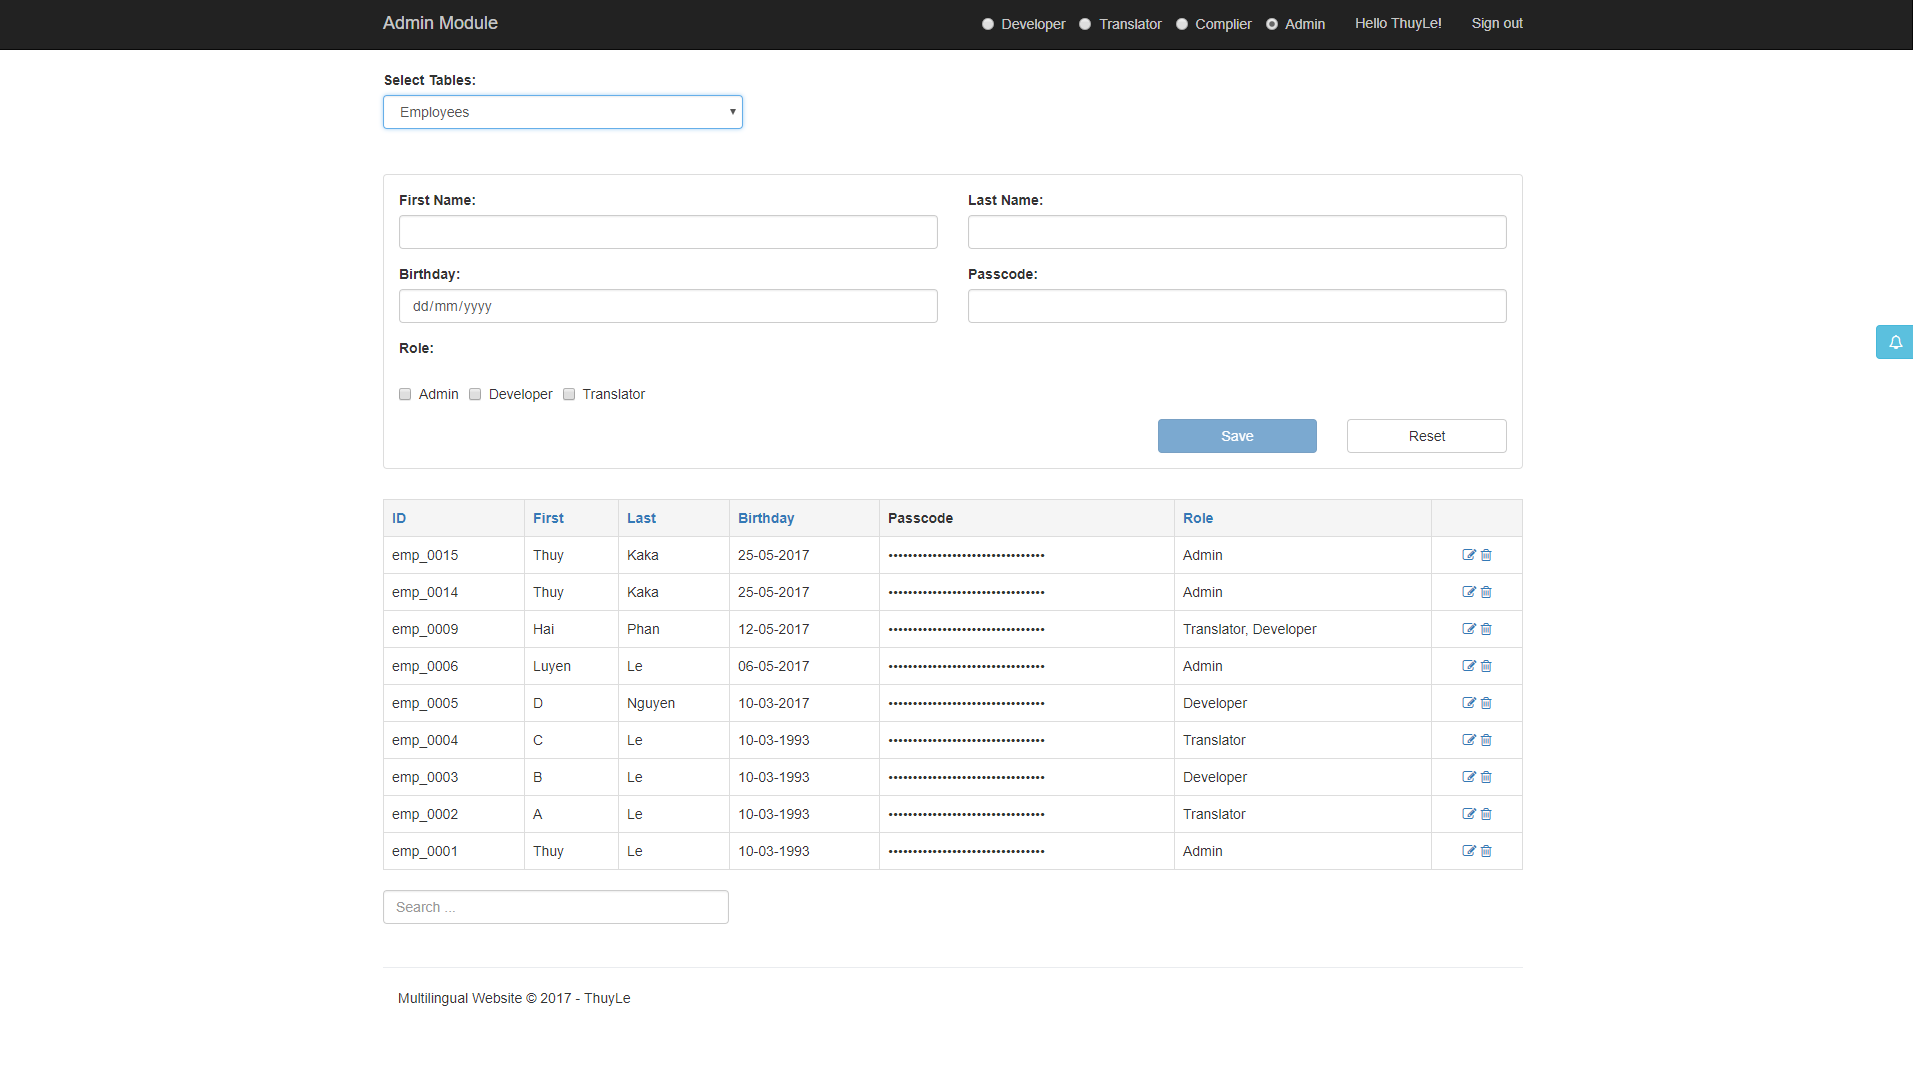 Admin Module Developer Translator Complier Admin Hello ThuyLe! Sign out
Select Tables:
Employees
First Name: Last Name:
Birthday: Passcode:
dd/mm/yyyy
Role:
Admin Developer Translator
Save Reset
ID First Last Birthday Passcode Role
emp_0015 Thuy Kaka 25-05-2017 •••••••••••••••••••••••••••••••• Admin
emp_0014 Thuy Kaka 25-05-2017 •••••••••••••••••••••••••••••••• Admin
emp_0009 Hai Phan 12-05-2017 •••••••••••••••••••••••••••••••• Translator, Developer
emp_0006 Luyen Le 06-05-2017 •••••••••••••••••••••••••••••••• Admin
emp_0005 D Nguyen 10-03-2017 •••••••••••••••••••••••••••••••• Developer
emp_0004 C Le 10-03-1993 •••••••••••••••••••••••••••••••• Translator
emp_0003 B Le 10-03-1993 •••••••••••••••••••••••••••••••• Developer
emp_0002 A Le 10-03-1993 •••••••••••••••••••••••••••••••• Translator
emp_0001 Thuy Le 10-03-1993 •••••••••••••••••••••••••••••••• Admin
Search ...
Multilingual Website © 2017 - ThuyLe